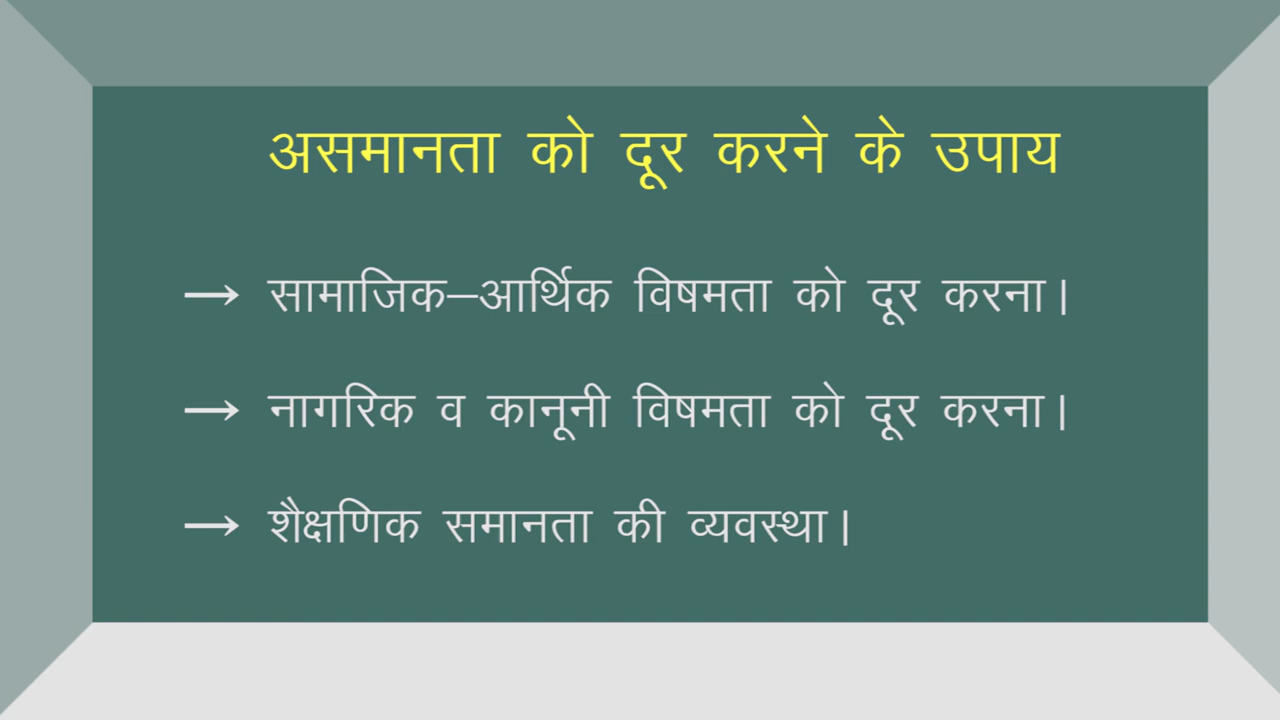 असमानता को दूर करने के उपाय
→ सामाजिक–आर्थिक विषमता को दूर करना।
→ नागरिक व कानूनी विषमता को दूर करना।
→ शैक्षणिक समानता की व्यवस्था।